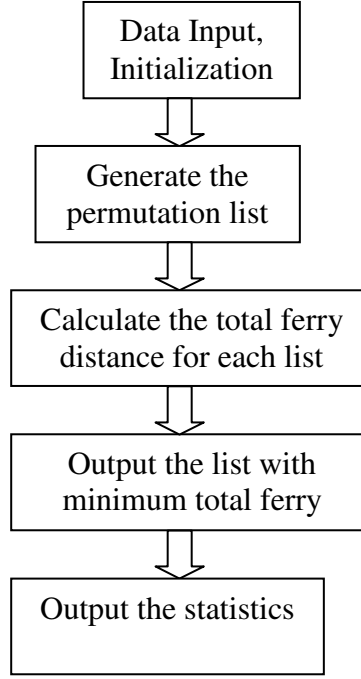 Data Input,
Initialization
Generate the
permutation list
Calculate the total ferry
distance for each list
Output the list with
minimum total ferry
Output the statistics